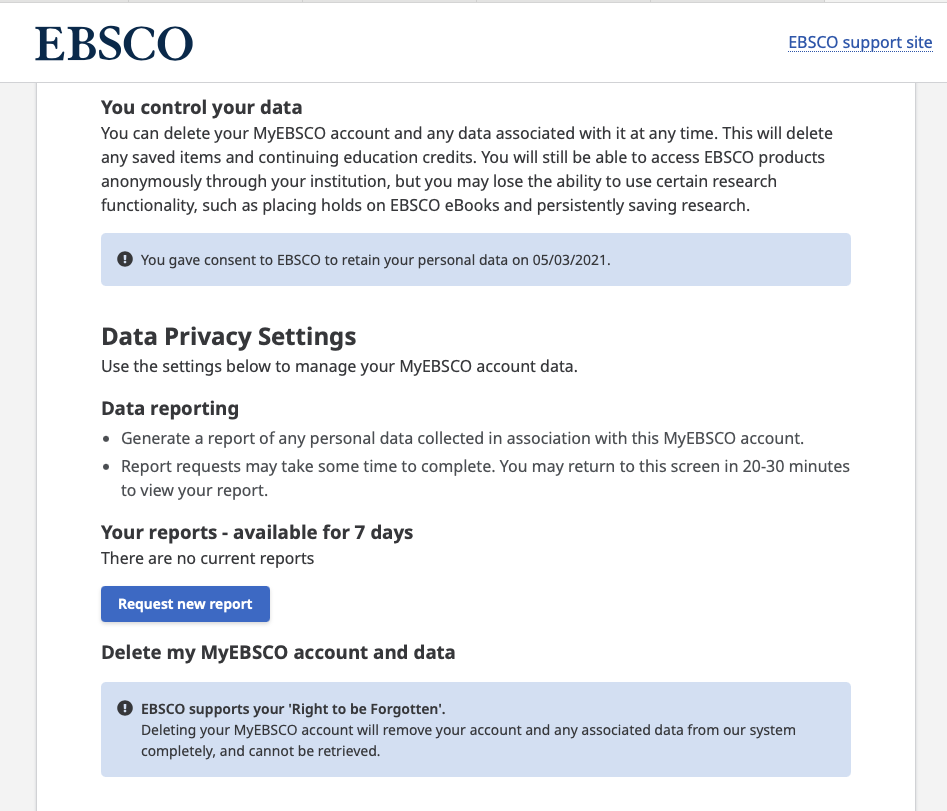 EBSCO
EBSCO support site
You control your data
You can delete your MyEBSCO account and any data associated with it at any time. This will delete
any saved items and continuing education credits. You will still be able to access EBSCO products
anonymously through your institution, but you may lose the ability to use certain research
functionality, such as placing holds on EBSCO eBooks and persistently saving research.
You gave consent to EBSCO to retain your personal data on 05/03/2021.
Data Privacy Settings
Use the settings below to manage your MyEBSCO account data.
Data reporting
• Generate a report of any personal data collected in association with this MyEBSCO account.
• Report requests may take some time to complete. You may return to this screen in 20-30 minutes
to view your report.
Your reports - available for 7 days
There are no current reports
Request new report
Delete my MyEBSCO account and data
EBSCO supports your 'Right to be Forgotten'.
Deleting your MyEBSCO account will remove your account and any associated data from our system
completely, and cannot be retrieved.